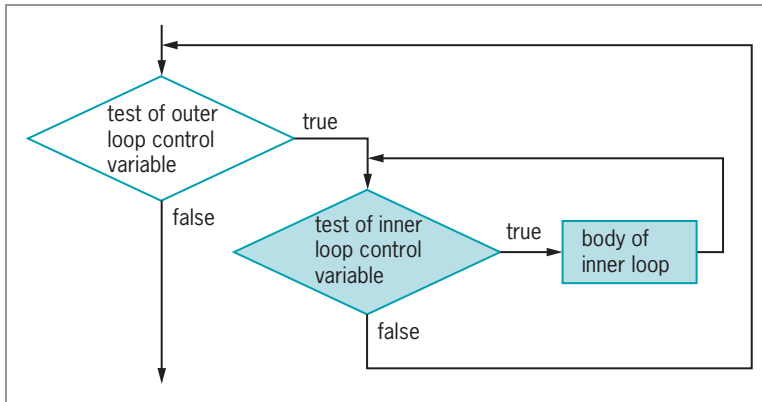 test of outer
loop control
variable
true
false
test of inner
loop control
variable
true
body of
inner loop
false